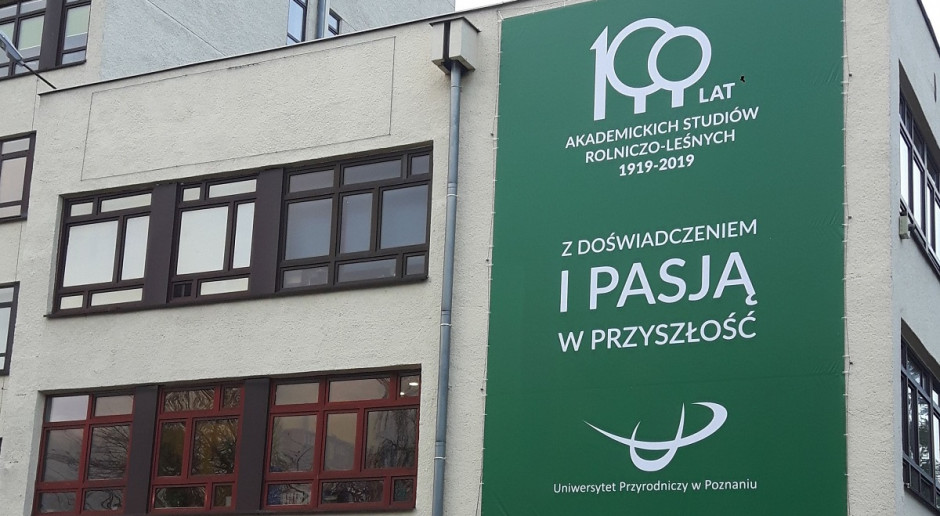 100 LAT
AKADEMICKICH STUDIÓW
ROLNICZO-LEŚNYCH
1919-2019
Z DOŚWIADCZENIEM
I PASJĄ
W PRZYSZŁOŚĆ
Uniwersytet Przyrodniczy w Poznaniu